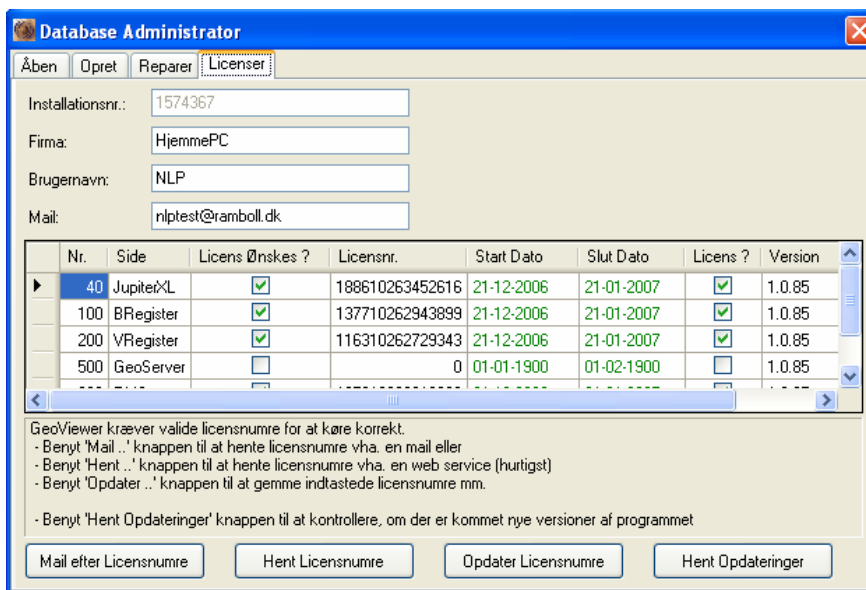 Database Administrator
Åben Opret Reparer Licenser
Installationsnr.: 1574367
Firma: HjemmePC
Brugernavn: NLP
Mail: nlptest@ramboll.dk
Nr. Side Licens Ønskes ? Licensnr. Start Dato Slut Dato Licens ? Version
40 JupiterXL 188610263452616 21-12-2006 21-01-2007 1.0.85
100 BRegister 137710262943899 21-12-2006 21-01-2007 1.0.85
200 VRegister 116310262729343 21-12-2006 21-01-2007 1.0.85
500 GeoServer 0 01-01-1900 01-02-1900 1.0.85
GeoViewer kræver valide licensnumre for at køre korrekt.
- Benyt 'Mail ..' knappen til at hente licensnumre vha. en mail eller
- Benyt 'Hent ..' knappen til at hente licensnumre vha. en web service (hurtigst)
- Benyt 'Opdater ..' knappen til at gemme indtastede licensnumre mm.
- Benyt 'Hent Opdateringer' knappen til at kontrollere, om der er kommet nye versioner af programmet
Mail efter Licensnumre Hent Licensnumre Opdater Licensnumre Hent Opdateringer